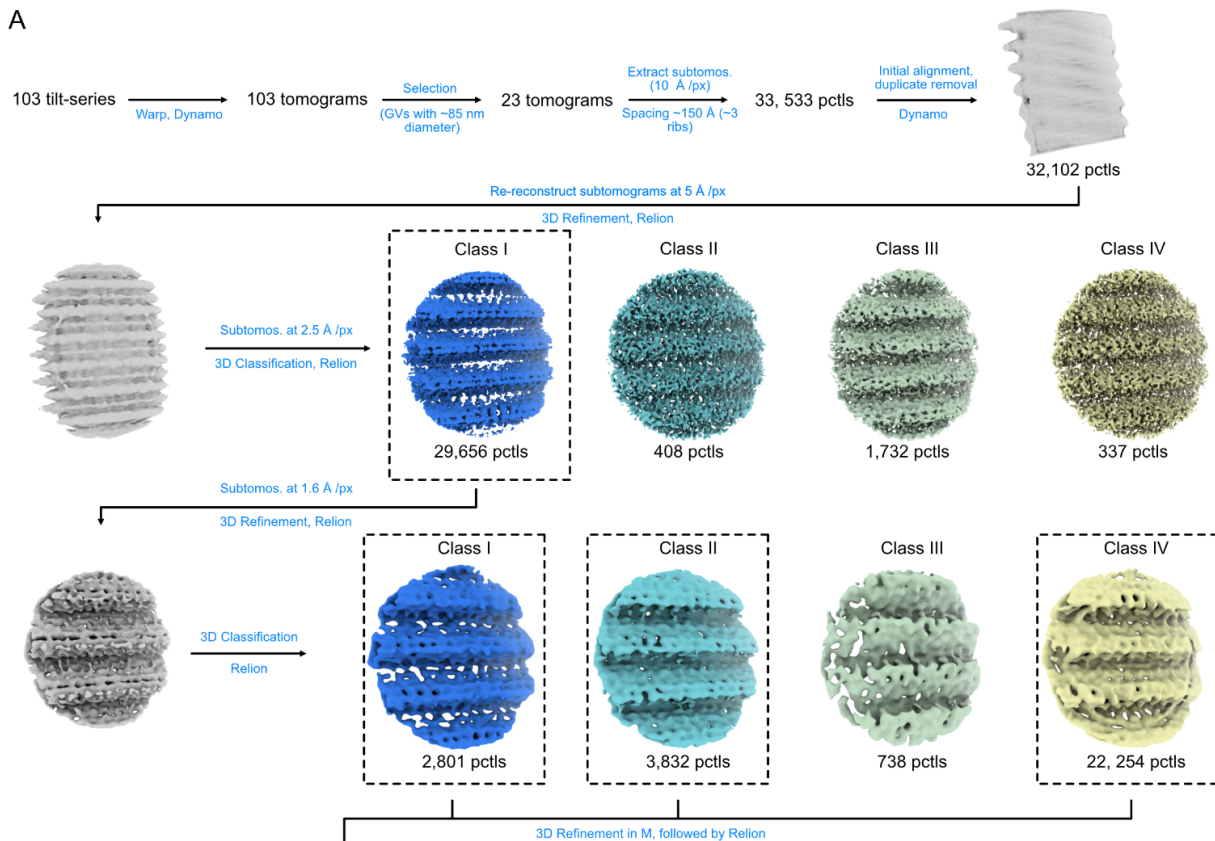 A
103 tilt-series
Warp, Dynamo
103 tomograms
Selection
(GVs with ~85 nm
diameter)
23 tomograms
Extract subtomos.
(10 Å /px)
Spacing ~150 Å (~3
ribs)
33, 533 pctls
Initial alignment,
duplicate removal
Dynamo
32,102 pctls
Re-reconstruct subtomograms at 5 Å /px
3D Refinement, Relion
Subtomos. at 2.5 Å /px
3D Classification, Relion
Class I
29,656 pctls
Class II
408 pctls
Class III
1,732 pctls
Class IV
337 pctls
Subtomos. at 1.6 Å /px
3D Refinement, Relion
3D Classification
Relion
Class I
2,801 pctls
Class II
3,832 pctls
Class III
738 pctls
Class IV
22, 254 pctls
3D Refinement in M, followed by Relion